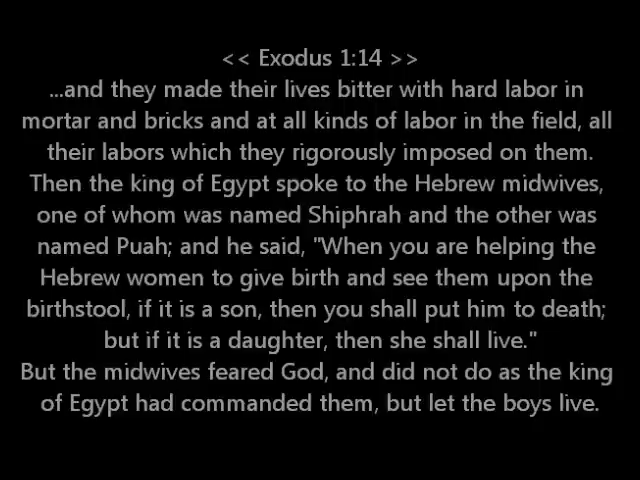 << Exodus 1:14 >>
...and they made their lives bitter with hard labor in
mortar and bricks and at all kinds of labor in the field, all
their labors which they rigorously imposed on them.
Then the king of Egypt spoke to the Hebrew midwives,
one of whom was named Shiphrah and the other was
named Puah; and he said, "When you are helping the
Hebrew women to give birth and see them upon the
birthstool, if it is a son, then you shall put him to death;
but if it is a daughter, then she shall live."
But the midwives feared God, and did not do as the king
of Egypt had commanded them, but let the boys live.